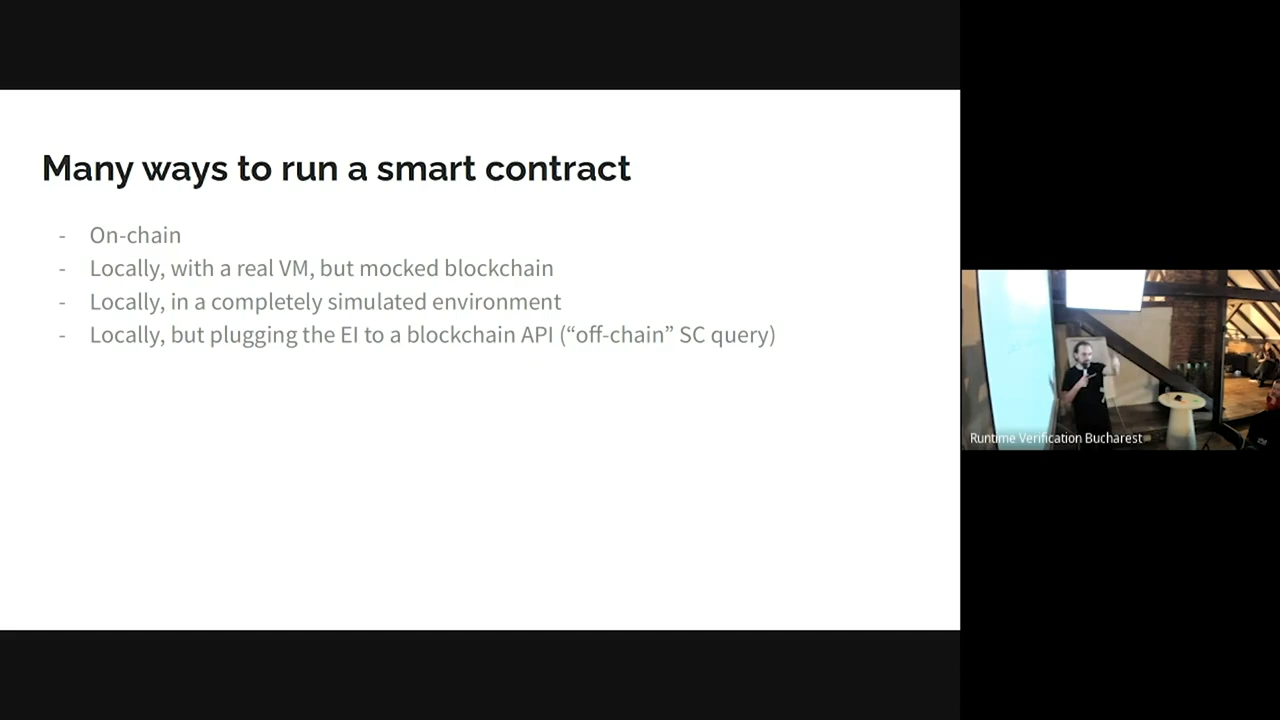 Many ways to run a smart contract
- On-chain
- Locally, with a real VM, but mocked blockchain
- Locally, in a completely simulated environment
- Locally, but plugging the EI to a blockchain API (“off-chain” SC query)
Runtime Verification Bucharest